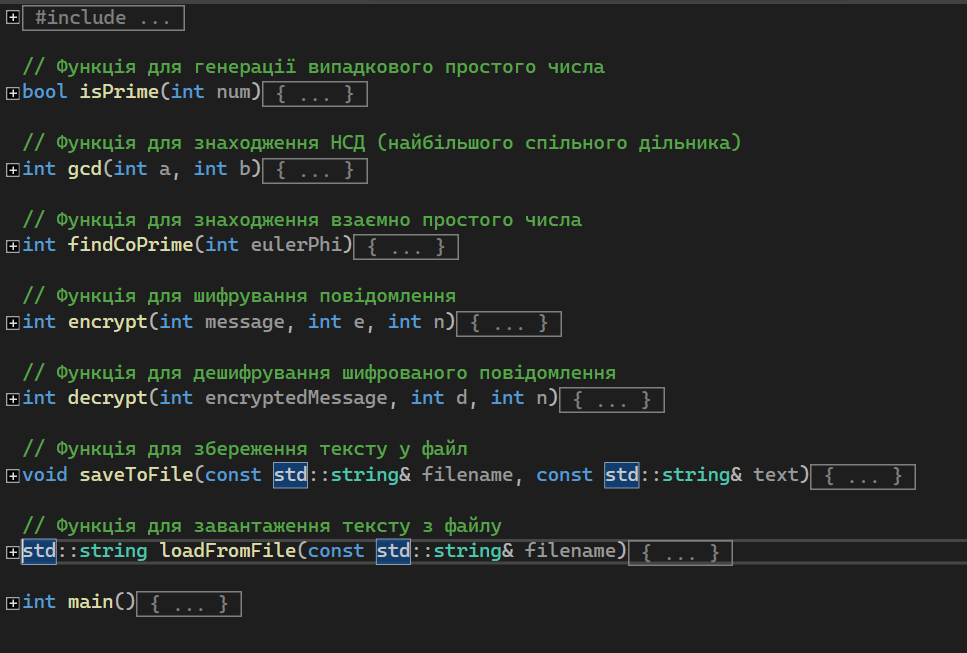 #include ...
// Функція для генерації випадкового простого числа
bool isPrime(int num){ ... }
// Функція для знаходження НСД (найбільшого спільного дільника)
int gcd(int a, int b){ ... }
// Функція для знаходження взаємно простого числа
int findCoPrime(int eulerPhi){ ... }
// Функція для шифрування повідомлення
int encrypt(int message, int e, int n){ ... }
// Функція для дешифрування шифрованого повідомлення
int decrypt(int encryptedMessage, int d, int n){ ... }
// Функція для збереження тексту у файл
void saveToFile(const std::string& filename, const std::string& text){ ... }
// Функція для завантаження тексту з файлу
std::string loadFromFile(const std::string& filename){ ... }
int main(){ ... }